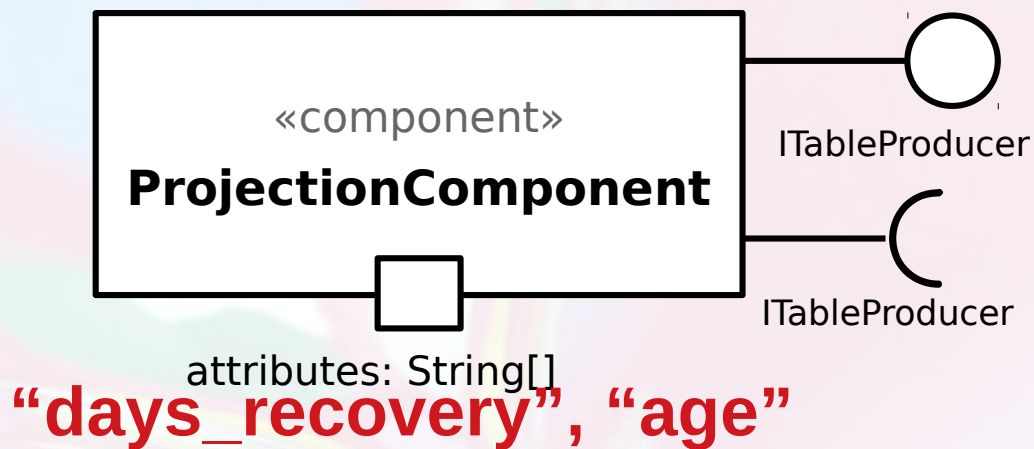 «component»
ProjectionComponent
ITableProducer
ITableProducer
attributes: String[]
“days_recovery”, “age”